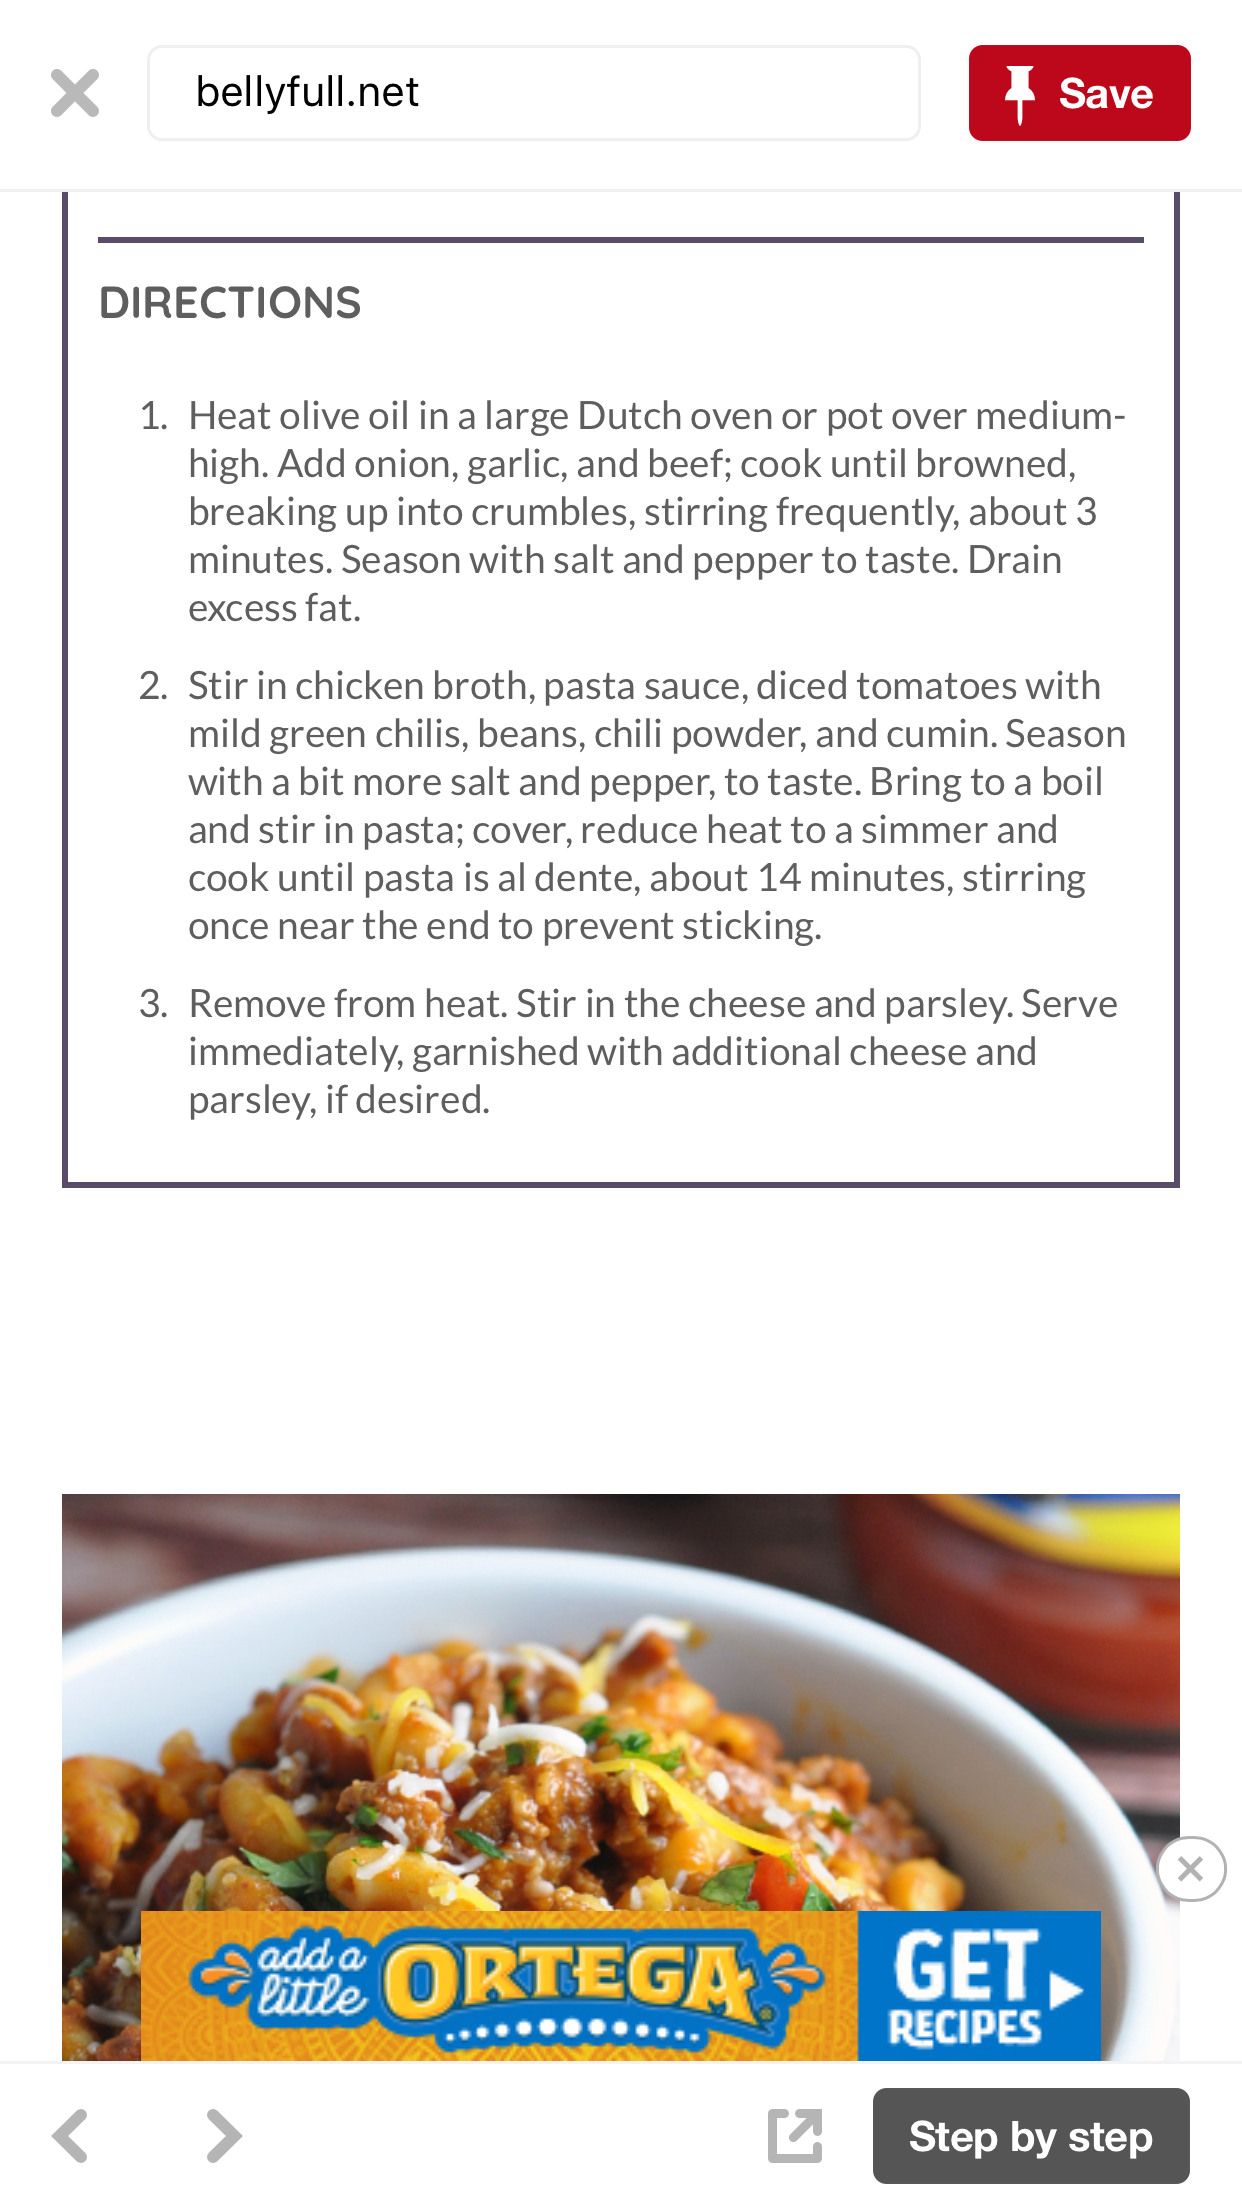 bellyfull.net
Save
DIRECTIONS
1. Heat olive oil in a large Dutch oven or pot over medium-
high. Add onion, garlic, and beef; cook until browned,
breaking up into crumbles, stirring frequently, about 3
minutes. Season with salt and pepper to taste. Drain
excess fat.
2. Stir in chicken broth, pasta sauce, diced tomatoes with
mild green chilis, beans, chili powder, and cumin. Season
with a bit more salt and pepper, to taste. Bring to a boil
and stir in pasta; cover, reduce heat to a simmer and
cook until pasta is al dente, about 14 minutes, stirring
once near the end to prevent sticking.
3. Remove from heat. Stir in the cheese and parsley. Serve
immediately, garnished with additional cheese and
parsley, if desired.
add a
little
ORTEGA®
GET
RECIPES
Step by step